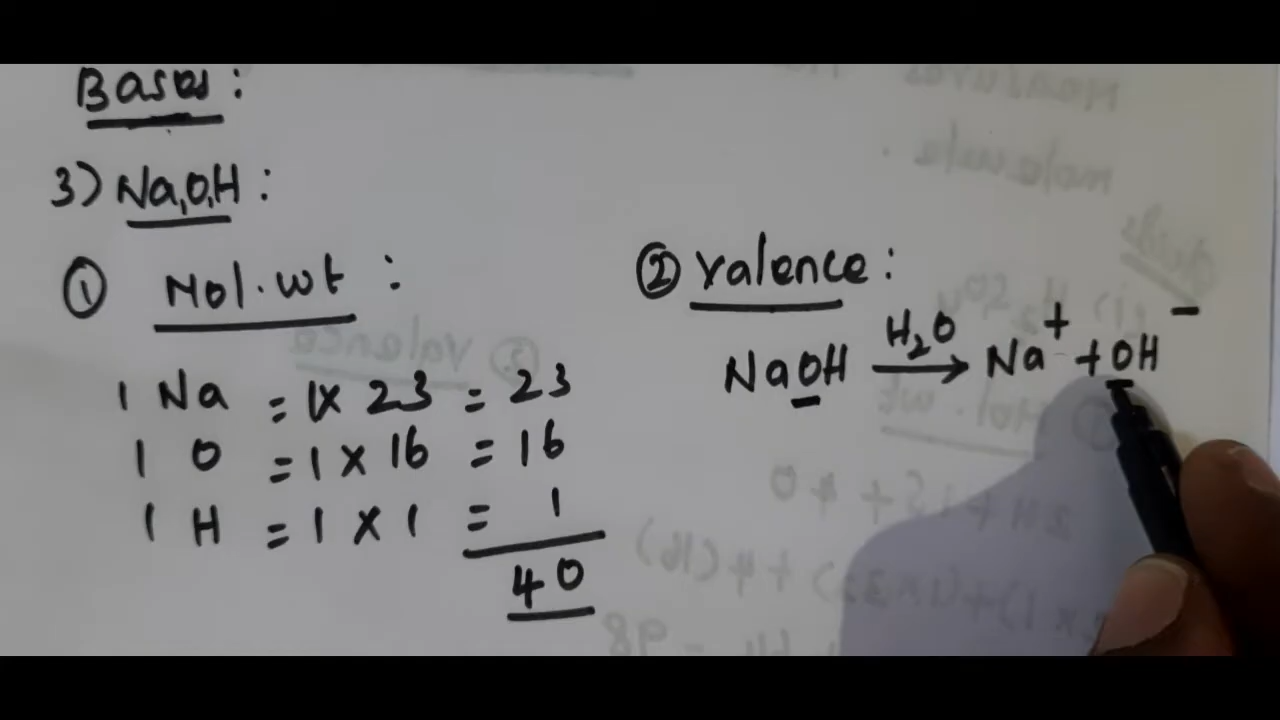 Bases:
3) Na,O,H:
① Mol.wt:
1 Na = 1x 23 = 23
1 O = 1 x 16 = 16
1 H = 1 x 1 = 1
40
② Valence:
NaOH H₂O → Na⁺ + OH⁻